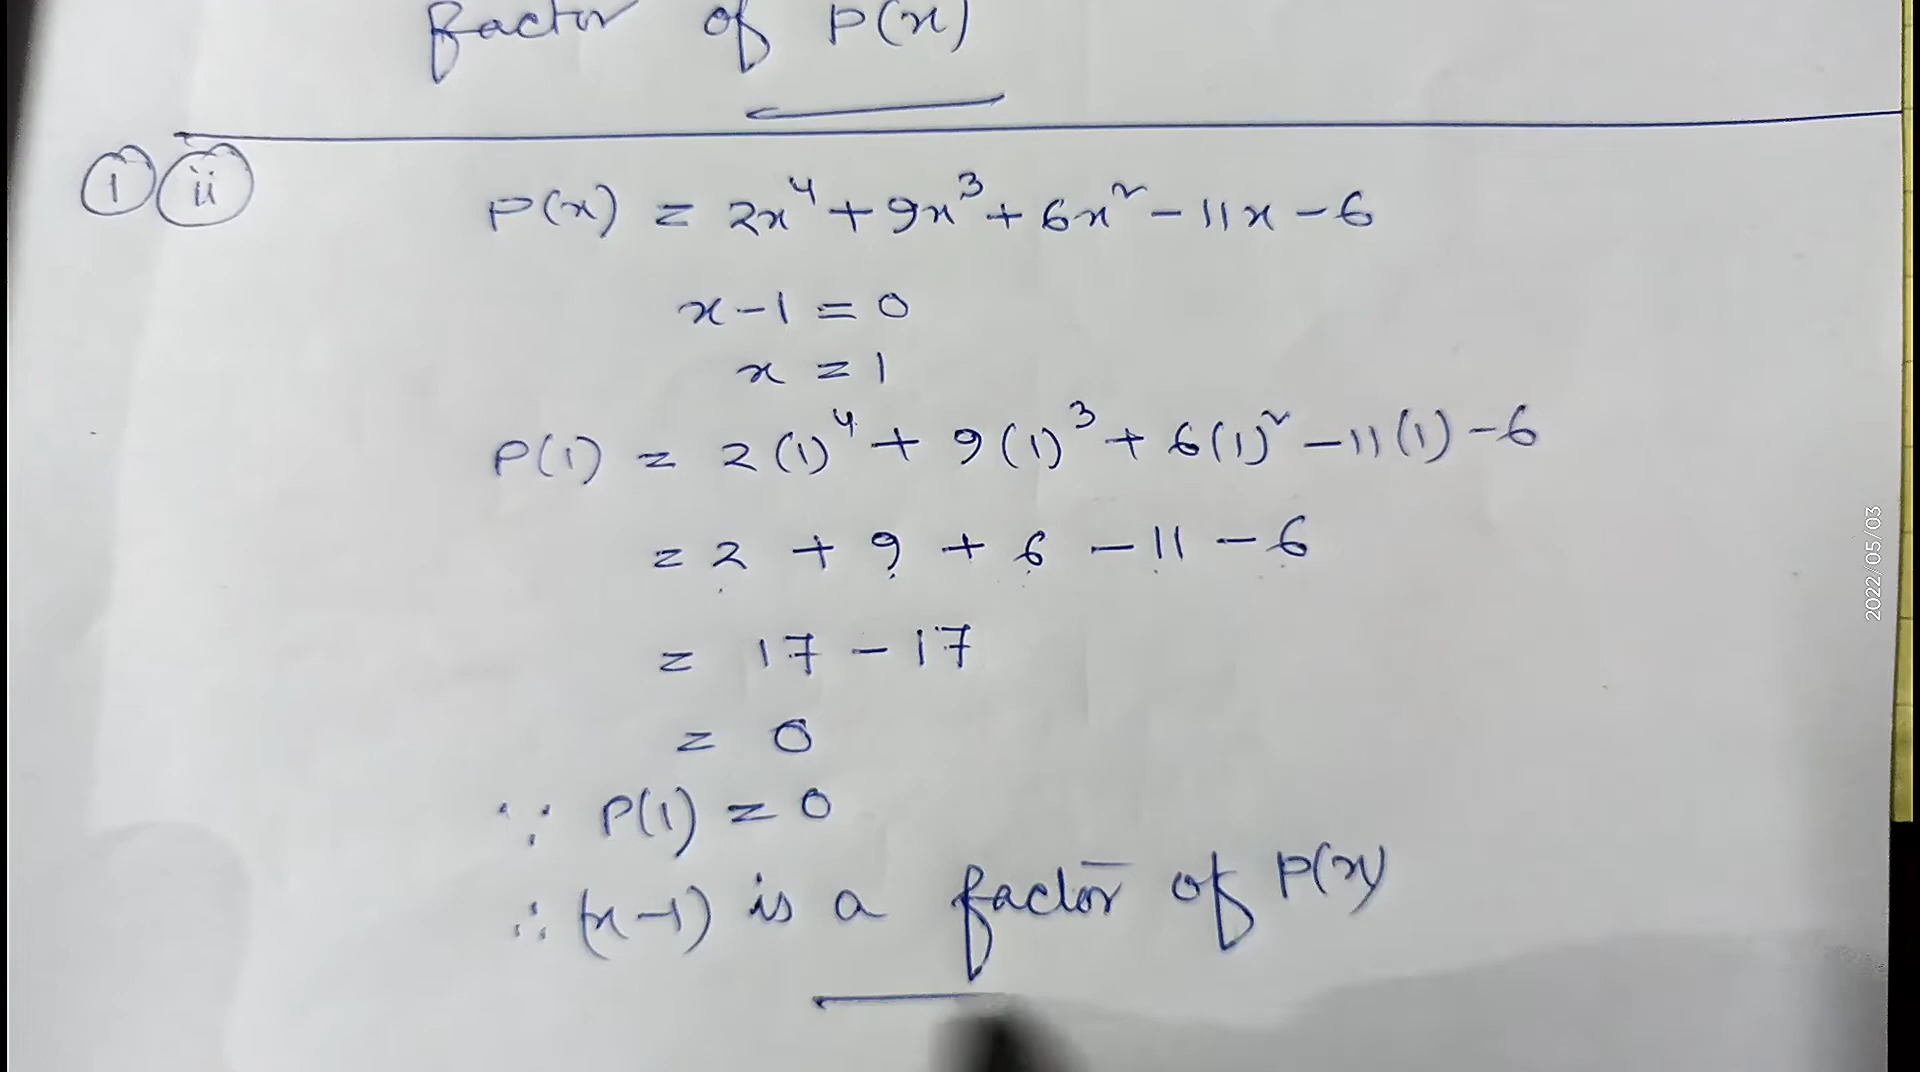 factor of P(x)
① ⓘⓘ P(x) = 2x⁴ + 9x³ + 6x² - 11x - 6
x - 1 = 0
x = 1
P(1) = 2(1)⁴ + 9(1)³ + 6(1)² - 11(1) - 6
= 2 + 9 + 6 - 11 - 6
= 17 - 17
= 0
∵ P(1) = 0
∴ (x-1) is a factor of P(x)
2022/05/03